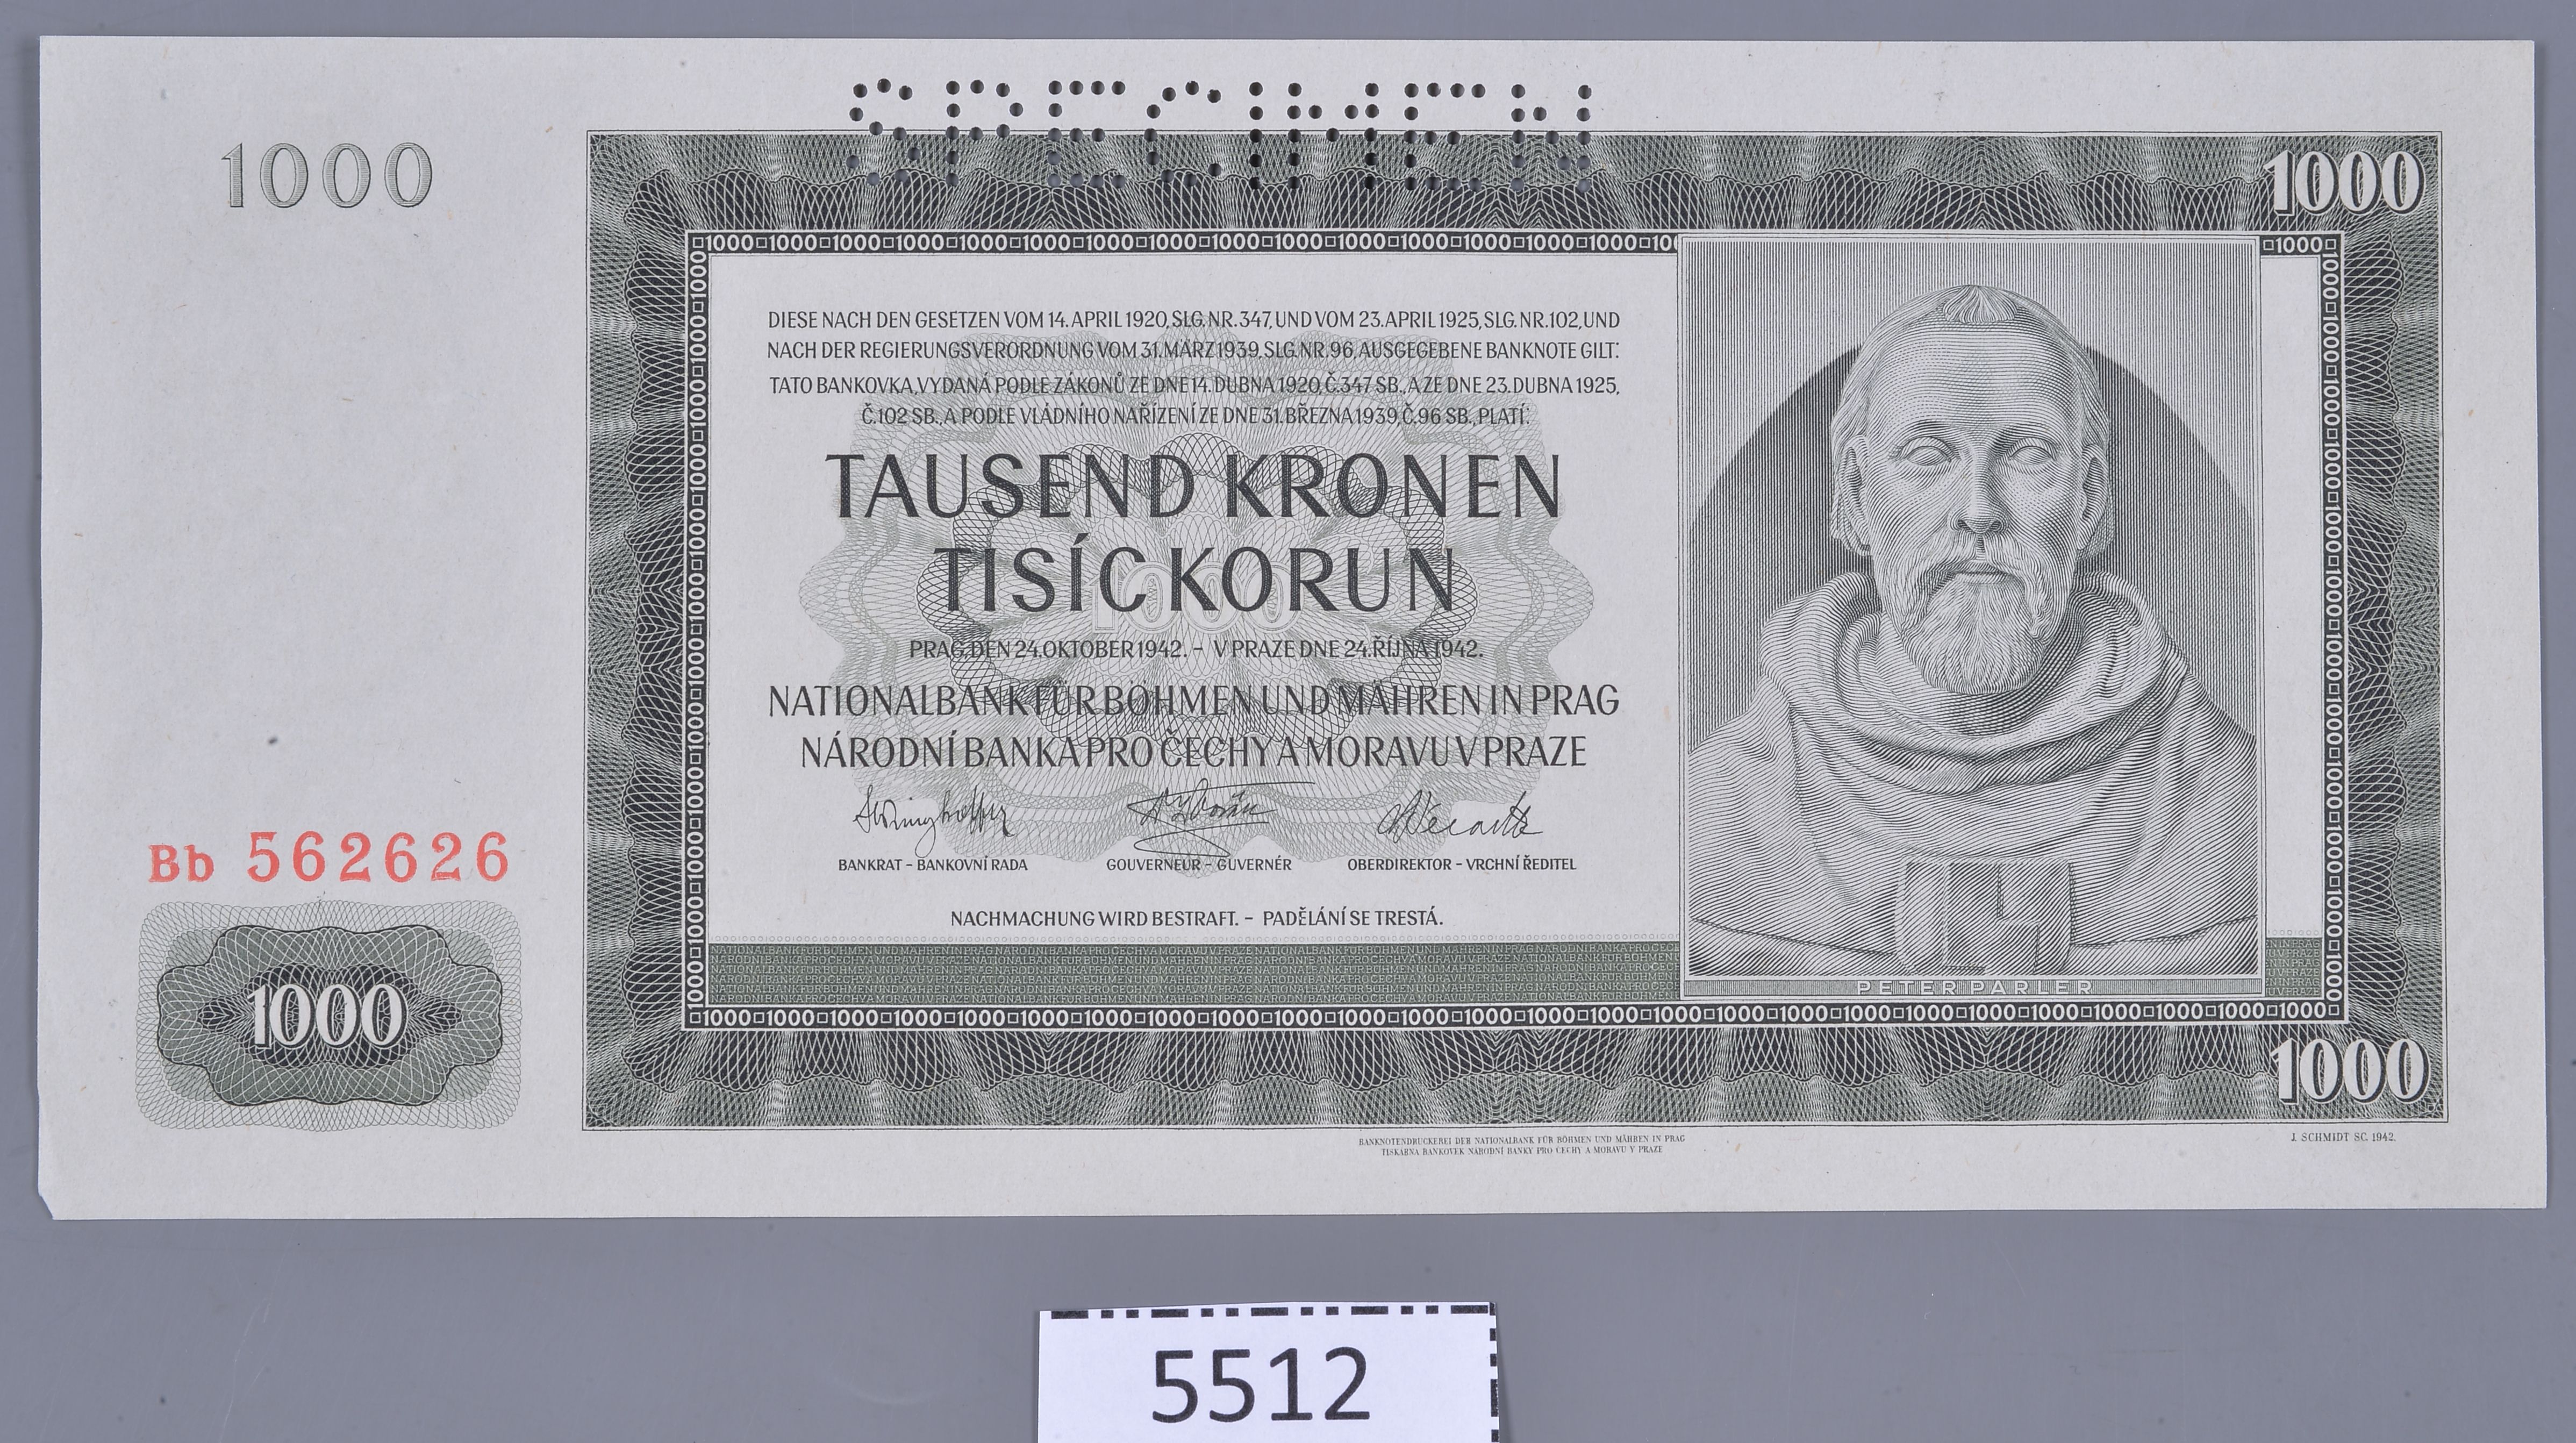 SPECIMEN
1000
1000
DIESE NACH DEN GESETZEN VOM 14. APRIL 1920, SLG. NR. 347, UND VOM 23. APRIL 1925, SLG. NR. 102, UND
NACH DER REGIERUNGSVERORDNUNG VOM 31. MÄRZ 1939, SLG. NR. 96, AUSGEGEBENE BANKNOTE GILT:
TATO BANKOVKA, VYDANÁ PODLE ZÁKONŮ ZE DNE 14. DUBNA 1920, Č. 347 SB., A ZE DNE 23. DUBNA 1925,
Č. 102 SB., A PODLE VLÁDNÍHO NAŘÍZENÍ ZE DNE 31. BŘEZNA 1939, Č. 96 SB., PLATÍ:
TAUSEND KRONEN
TISÍC KORUN
1000
PRAG, DEN 24. OKTOBER 1942. – V PRAZE DNE 24. ŘÍJNA 1942.
NATIONALBANK FÜR BÖHMEN UND MÄHREN IN PRAG
NÁRODNÍ BANKA PRO ČECHY A MORAVU V PRAZE
BANKRAT – BANKOVNÍ RADA GOUVERNEUR – GUVERNÉR OBERDIREKTOR – VRCHNÍ ŘEDITEL
NACHMACHUNG WIRD BESTRAFT. – PADĚLÁNÍ SE TRESTÁ.
PETER PARLER
Bb 562626
1000
1000
BANKNOTENDRUCKEREI DER NATIONALBANK FÜR BÖHMEN UND MÄHREN IN PRAG
TISKÁRNA BANKOVEK NÁRODNÍ BANKY PRO ČECHY A MORAVU V PRAZE
J. SCHMIDT SC. 1942.
5512